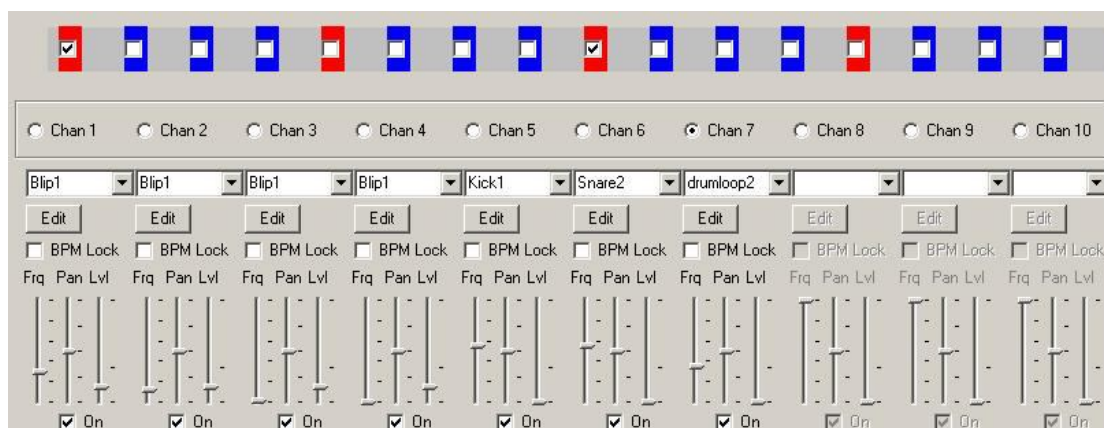 Chan 1 Chan 2 Chan 3 Chan 4 Chan 5 Chan 6 Chan 7 Chan 8 Chan 9 Chan 10
Blip1 Blip1 Blip1 Blip1 Kick1 Snare2 drumloop2
Edit Edit Edit Edit Edit Edit Edit Edit Edit Edit
BPM Lock BPM Lock BPM Lock BPM Lock BPM Lock BPM Lock BPM Lock BPM Lock BPM Lock BPM Lock
Frq Pan Lvl Frq Pan Lvl Frq Pan Lvl Frq Pan Lvl Frq Pan Lvl Frq Pan Lvl Frq Pan Lvl Frq Pan Lvl Frq Pan Lvl Frq Pan Lvl
On On On On On On On On On On